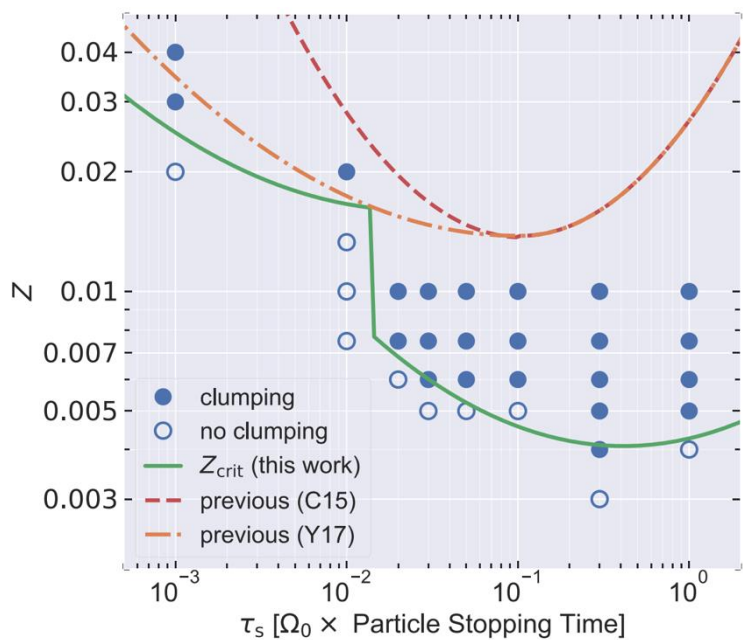 0.04
0.03
0.02
0.01
0.007
0.005
0.003
Z
clumping
no clumping
Z_crit (this work)
previous (C15)
previous (Y17)
10^−3 10^−2 10^−1 10^0
τ_s [Ω_0 × Particle Stopping Time]